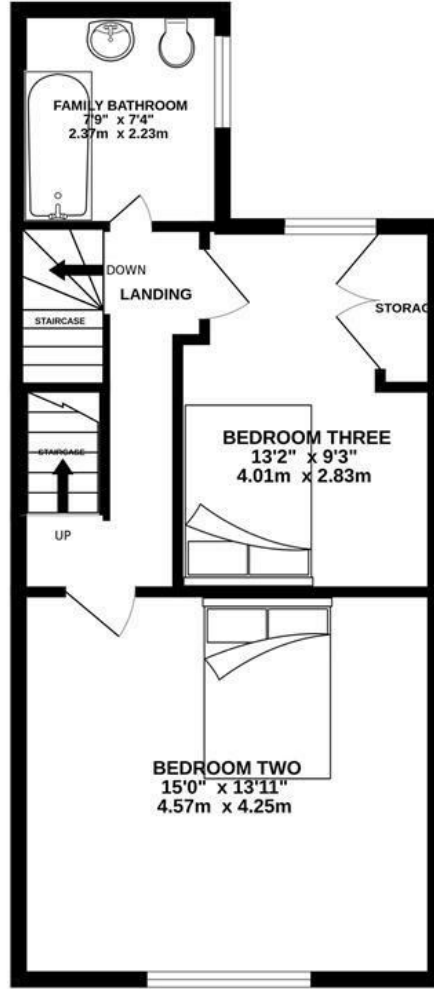 FAMILY BATHROOM
7'9" x 7'4"
2.37m x 2.23m
DOWN
LANDING
STAIRCASE
STORAG
STAIRCASE
BEDROOM THREE
13'2" x 9'3"
4.01m x 2.83m
UP
BEDROOM TWO
15'0" x 13'11"
4.57m x 4.25m